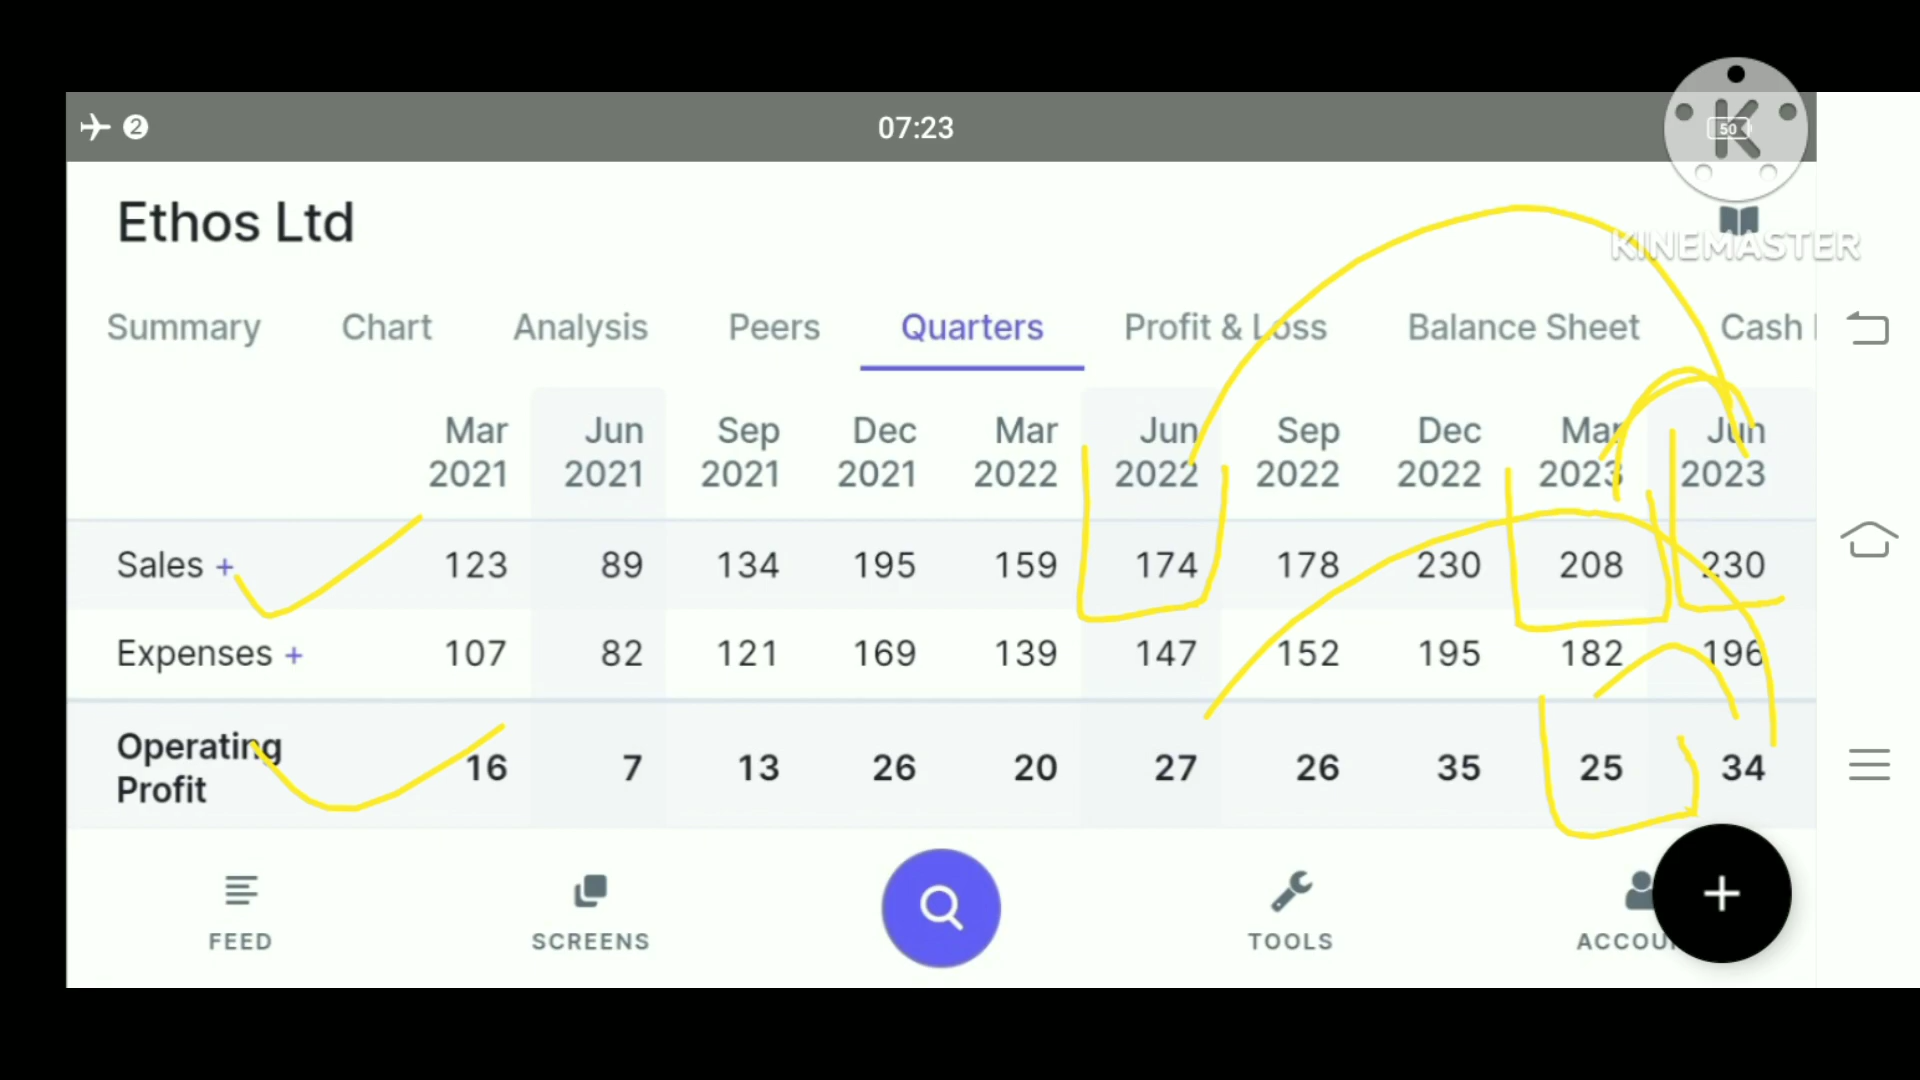 2 07:23 50
KINEMASTER
Ethos Ltd
Summary Chart Analysis Peers Quarters Profit & Loss Balance Sheet Cash
Mar Jun Sep Dec Mar Jun Sep Dec Mar Jun
2021 2021 2021 2021 2022 2022 2022 2022 2023 2023
Sales + 123 89 134 195 159 174 178 230 208 230
Expenses + 107 82 121 169 139 147 152 195 182 196
Operating
Profit 16 7 13 26 20 27 26 35 25 34
FEED SCREENS TOOLS ACCOU